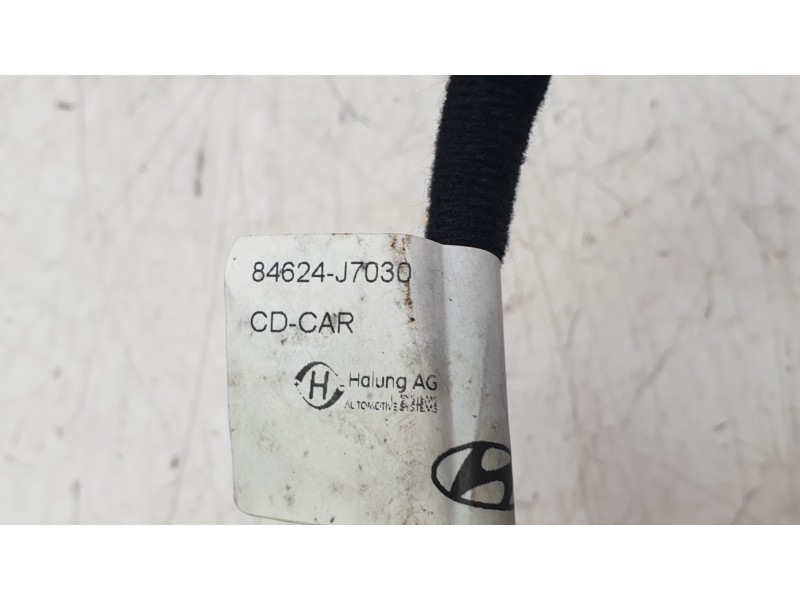 84624-J7030
CD-CAR
H Halung AG
AUTOMOTIVE SYSTEMS